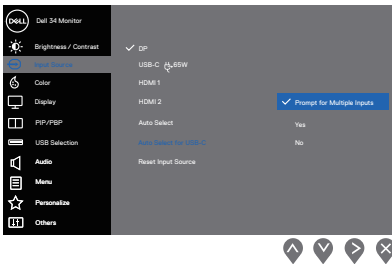 DELL
Dell 34 Monitor
Brightness / Contrast
Input Source
Color
Display
PIP/PBP
USB Selection
Audio
Menu
Personalize
Others
DP
USB-C 65W
HDMI 1
HDMI 2
Auto Select
Auto Select for USB-C
Reset Input Source
Prompt for Multiple Inputs
Yes
No